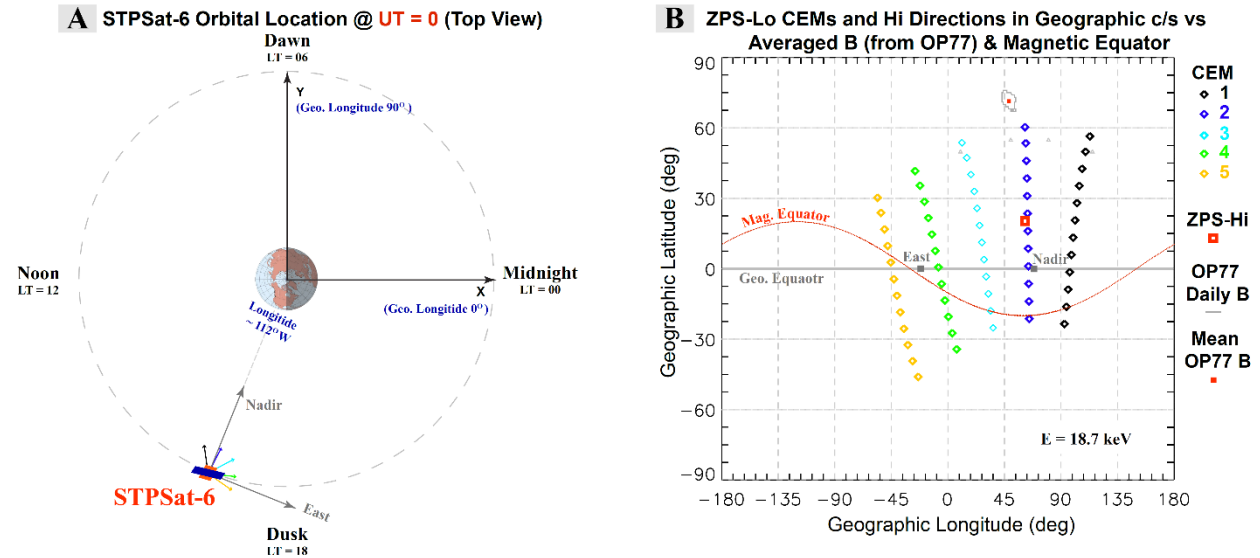 A STPSat-6 Orbital Location @ UT = 0 (Top View)
Dawn
LT = 06
Y
(Geo. Longitude 90O.)
Noon
LT = 12
Midnight
LT = 00
X
(Geo. Longitide 0O)
Longitide
~ 112OW
Nadir
STPSat-6
East
Dusk
LT = 18
B ZPS-Lo CEMs and Hi Directions in Geographic c/s vs
Averaged B (from OP77) & Magnetic Equator
90
60
30
0
−30
−60
−90
Geographic Latitude (deg)
Mag. Equator
East
Nadir
Geo. Equaotr
E = 18.7 keV
−180 −135 −90 −45 0 45 90 135 180
Geographic Longitude (deg)
CEM
1
2
3
4
5
ZPS-Hi
OP77
Daily B
Mean
OP77 B